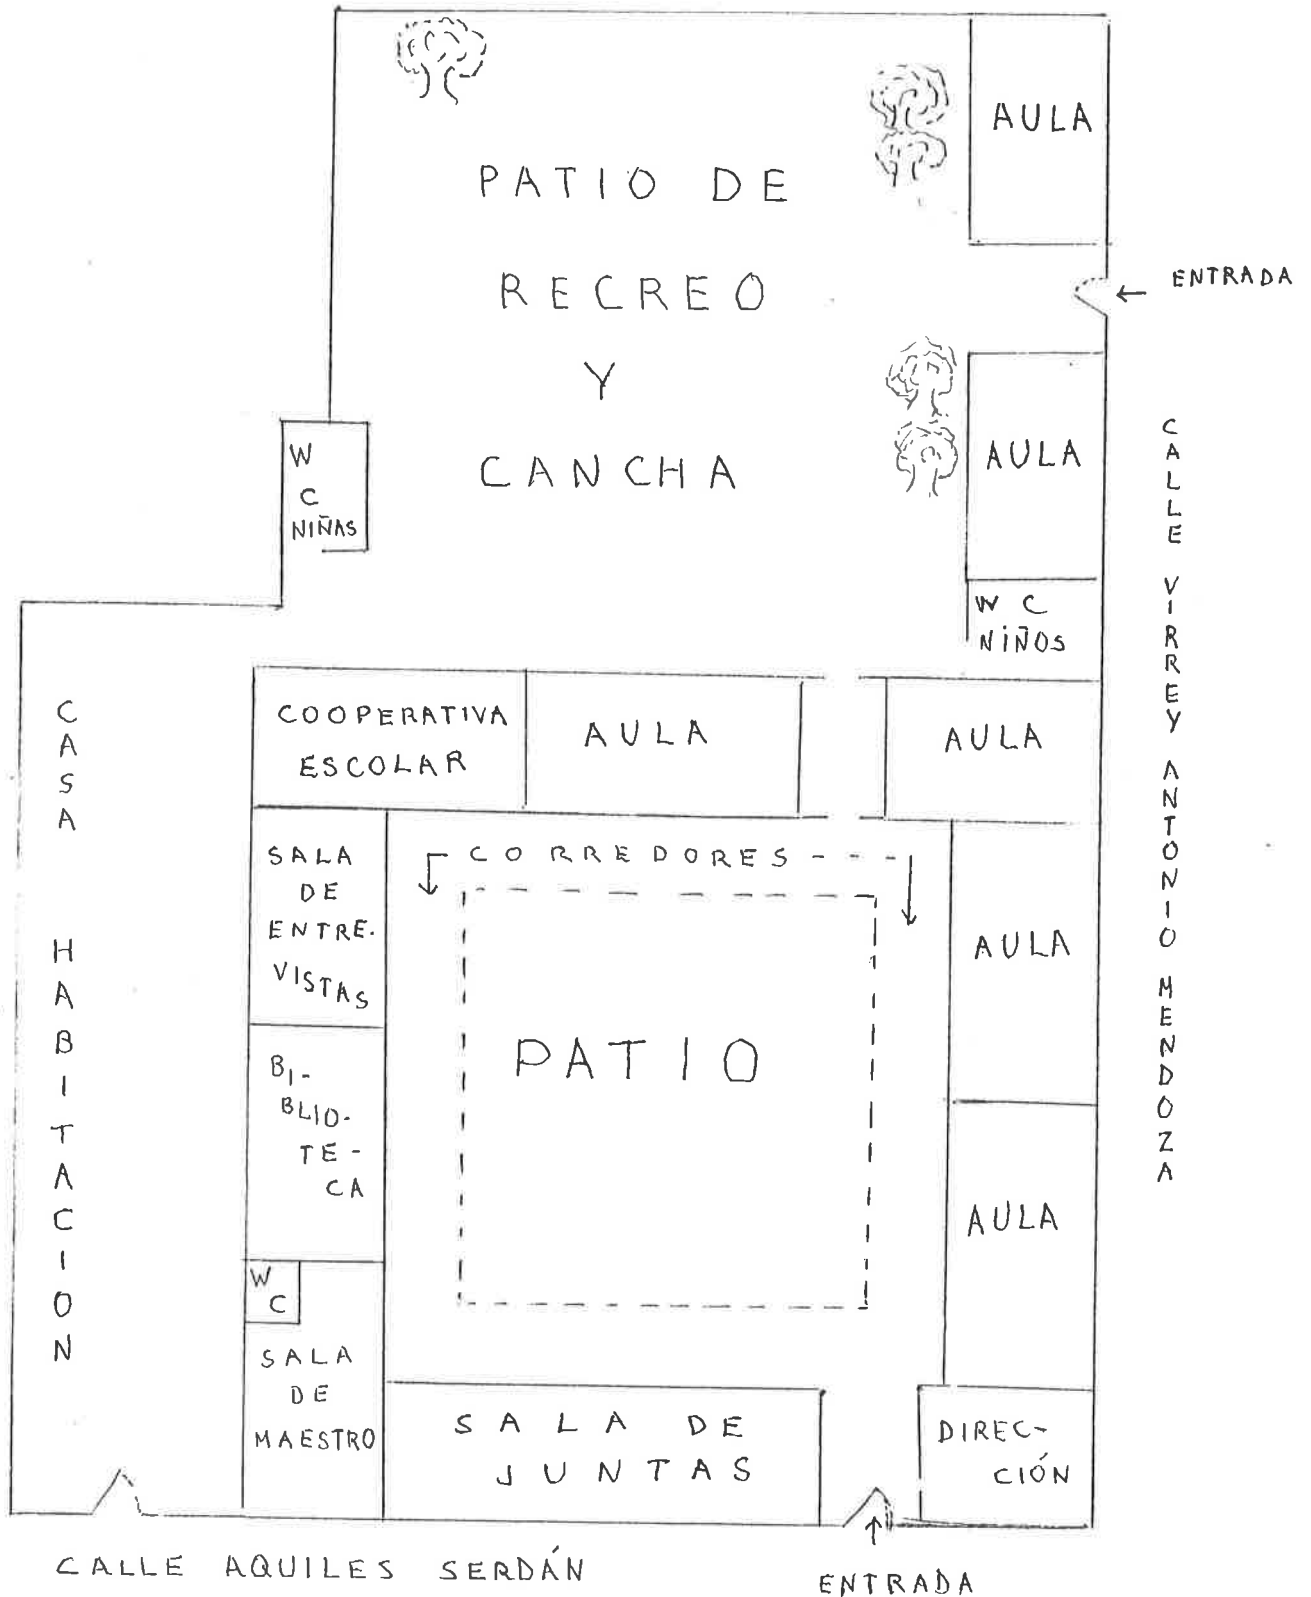 AULA
PATIO DE
RECREO
Y
CANCHA
← ENTRADA
AULA
W
C
NIÑAS
W C
NIÑOS
CALLE VIRREY ANTONIO MENDOZA
COOPERATIVA
ESCOLAR
AULA
AULA
CASA HABITACION
SALA
DE
ENTRE-
VISTAS
CORREDORES - - -
AULA
PATIO
BI-
BLIO-
TE-
CA
AULA
W
C
SALA
DE
MAESTRO
SALA DE
JUNTAS
DIREC-
CIÓN
CALLE AQUILES SERDÁN
ENTRADA